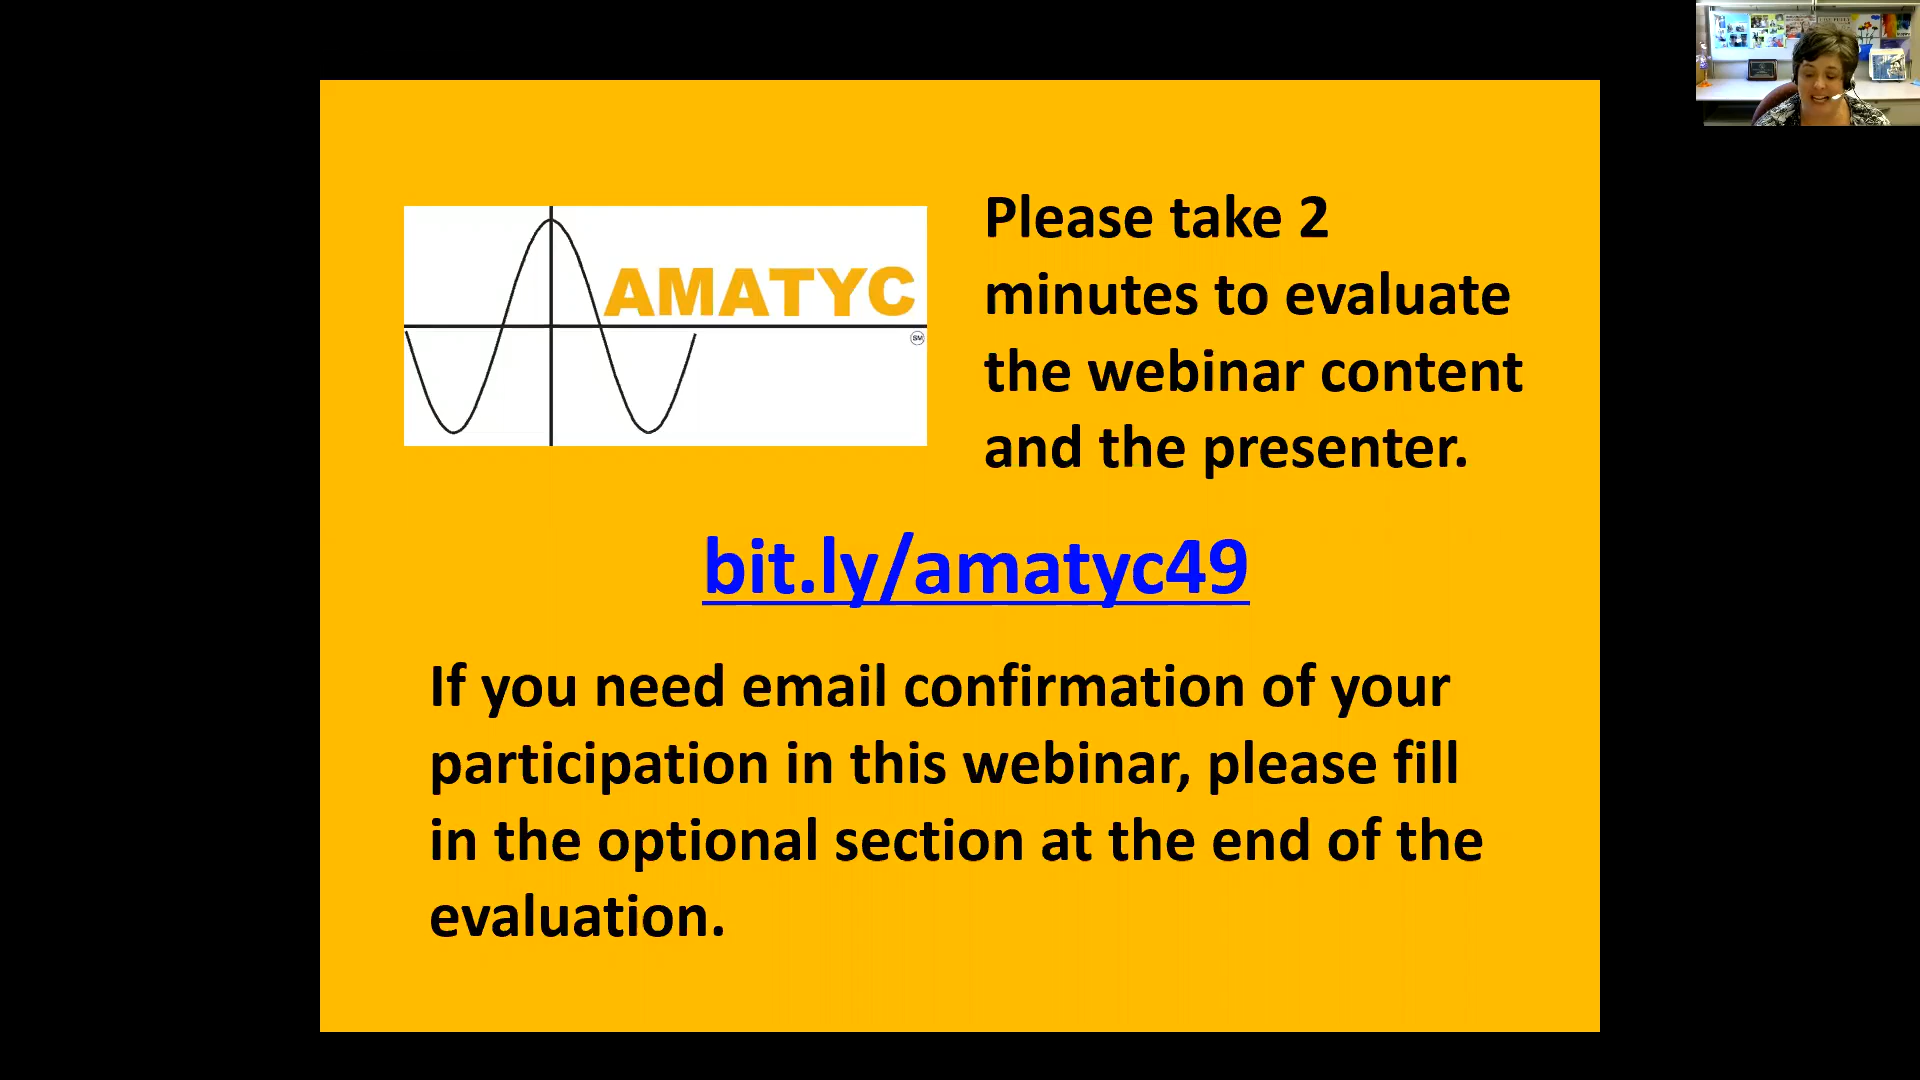 AMATYC
SM
Please take 2
minutes to evaluate
the webinar content
and the presenter.
bit.ly/amatyc49
If you need email confirmation of your
participation in this webinar, please fill
in the optional section at the end of the
evaluation.